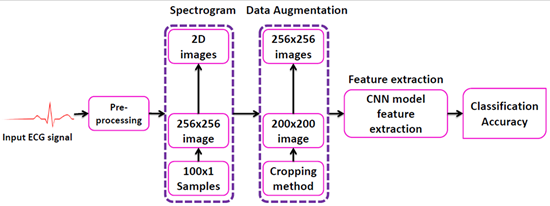 Spectrogram
Data Augmentation
2D
images
256x256
images
Feature extraction
Input ECG signal
Pre-
processing
256x256
image
200x200
image
CNN model
feature
extraction
Classification
Accuracy
100x1
Samples
Cropping
method